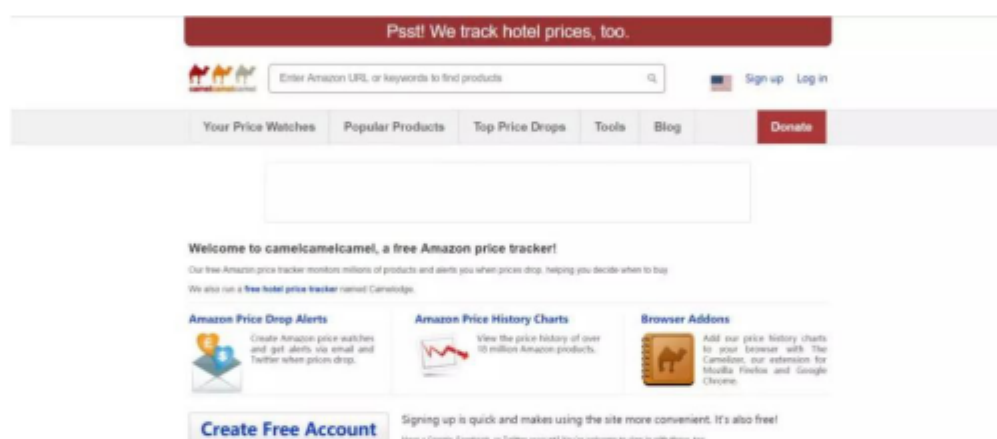 Psst! We track hotel prices, too.
camelcamelcamel
Enter Amazon URL or keywords to find products
Sign up Log in
Your Price Watches Popular Products Top Price Drops Tools Blog Donate
Welcome to camelcamelcamel, a free Amazon price tracker!
Our free Amazon price tracker monitors millions of products and alerts you when prices drop, helping you decide when to buy.
We also run a free hotel price tracker named Camelodge.
Amazon Price Drop Alerts
Create Amazon price watches
and get alerts via email and
Twitter when prices drop.
Amazon Price History Charts
View the price history of over
18 million Amazon products.
Browser Addons
Add our price history charts
to your browser with The
Camelizer, our extension for
Mozilla Firefox and Google
Chrome.
Create Free Account
Signing up is quick and makes using the site more convenient. It's also free!